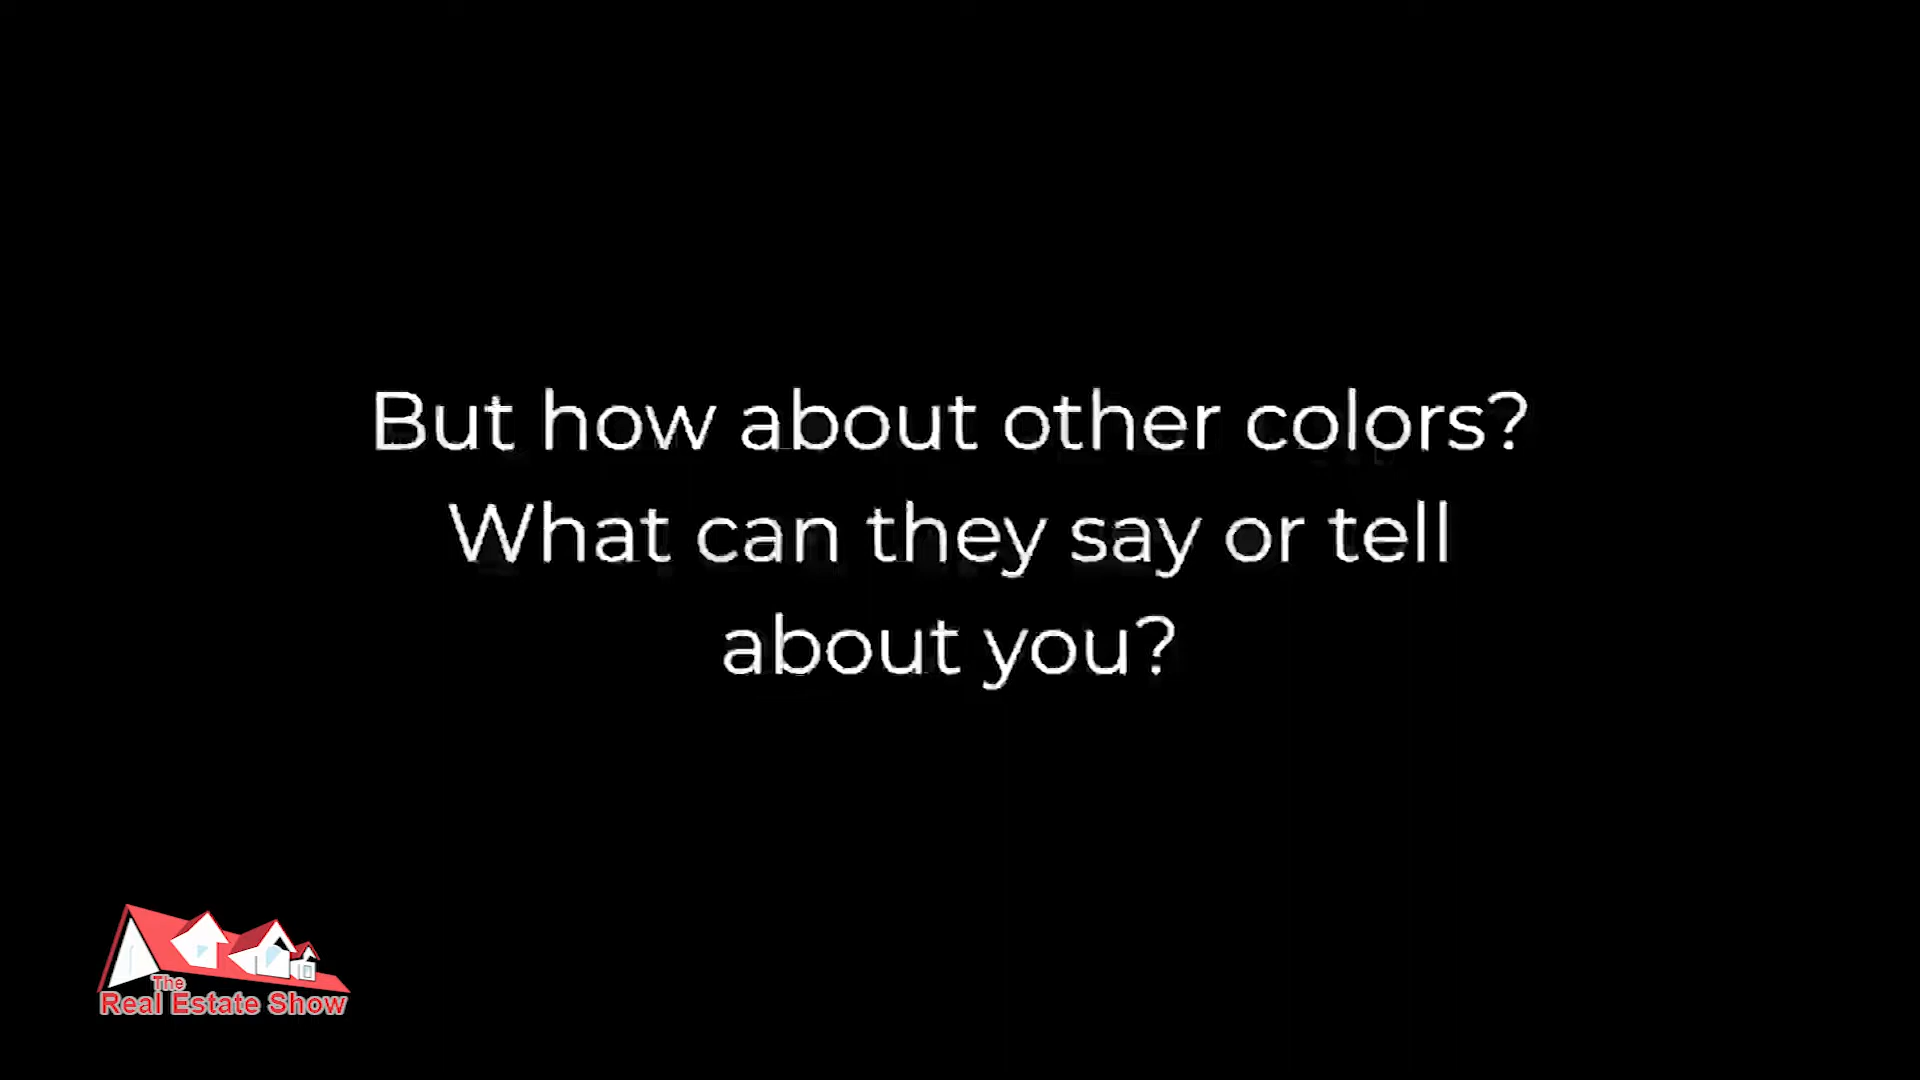 But how about other colors?
What can they say or tell
about you?
The
Real Estate Show